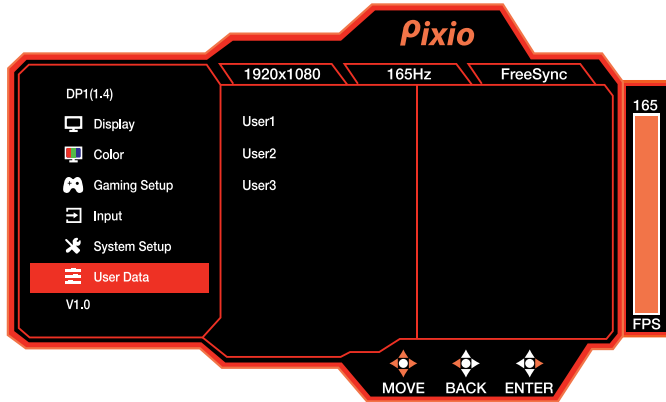 Pixio
1920x1080 165Hz FreeSync
DP1(1.4)
Display
Color
Gaming Setup
Input
System Setup
User Data
V1.0
User1
User2
User3
165
FPS
MOVE BACK ENTER